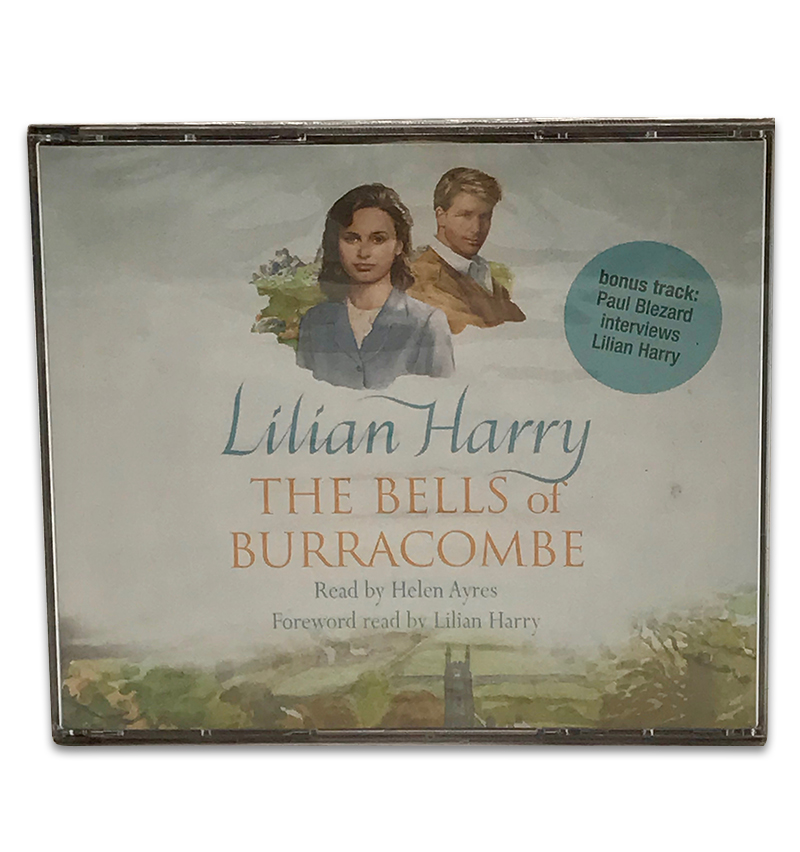 bonus track:
Paul Blezard
interviews
Lilian Harry
Lilian Harry
THE BELLS of
BURRACOMBE
Read by Helen Ayres
Foreword read by Lilian Harry